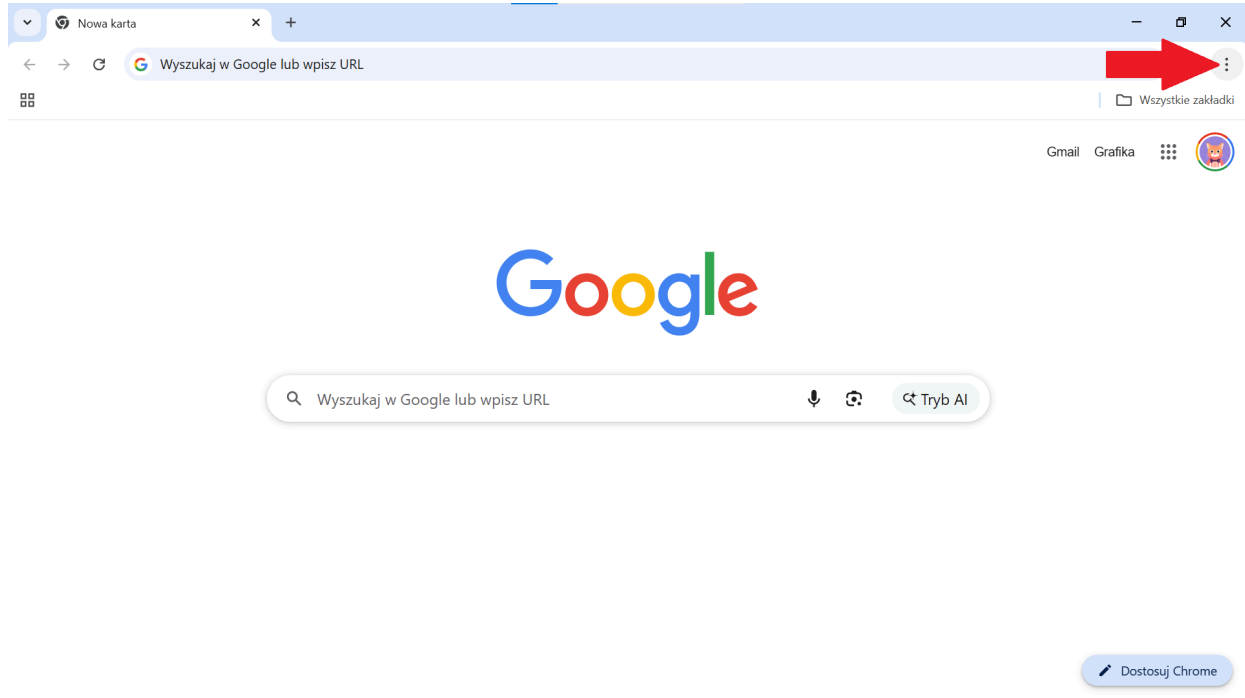 Nowa karta
Wyszukaj w Google lub wpisz URL
Wszystkie zakładki
Gmail Grafika
Google
Wyszukaj w Google lub wpisz URL Tryb AI
Dostosuj Chrome